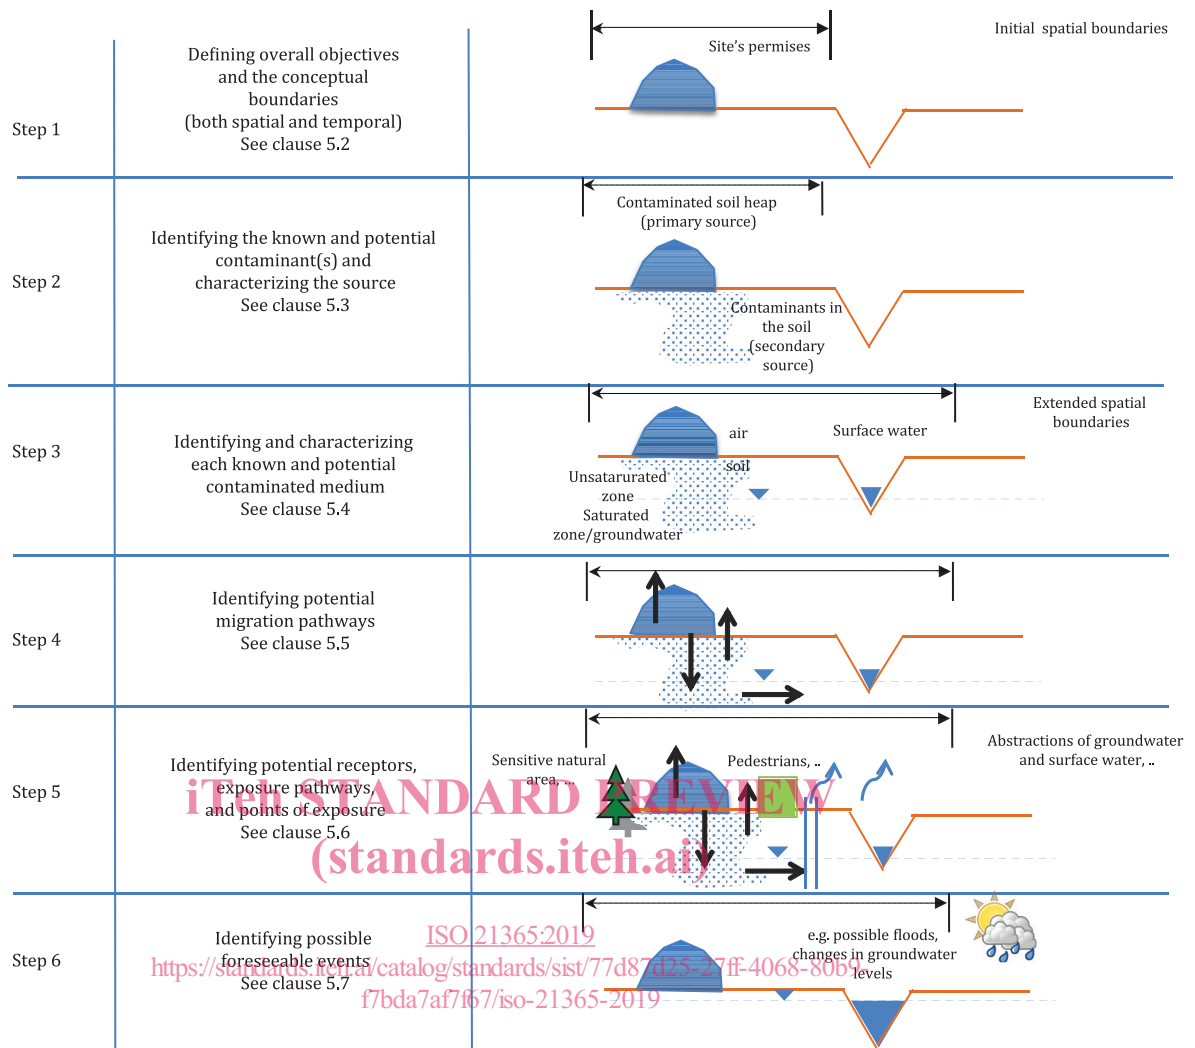 Initial  spatial boundaries
Site's permises
Defining overall objectives
and the conceptual
boundaries
(both spatial and temporal)
See clause 5.2
Step 1
Contaminated soil heap
(primary source)
Identifying the known and potential
contaminant(s) and
characterizing the source
See clause 5.3
Step 2
Contaminants in
the soil
(secondary
source)
Extended spatial
boundaries
air
Surface water
Identifying and characterizing
each known and potential
contaminated medium
See clause 5.4
Step 3
soil
Unsatarurated
zone
Saturated
zone/groundwater
Identifying potential
migration pathways
See clause 5.5
Step 4
Abstractions of groundwater
and surface water, ..
Sensitive natural
area, ...
Pedestrians, ..
Identifying potential receptors,
exposure pathways,
and points of exposure
See clause 5.6
Step 5
iTeh STANDARD PREVIEW
(standards.iteh.ai)
e.g. possible floods,
changes in groundwater
levels
Identifying possible
foreseeable events
See clause 5.7
Step 6
ISO 21365:2019
https://standards.iteh.ai/catalog/standards/sist/77d87d25-27ff-4068-80b9-
f7bda7af7f67/iso-21365-2019